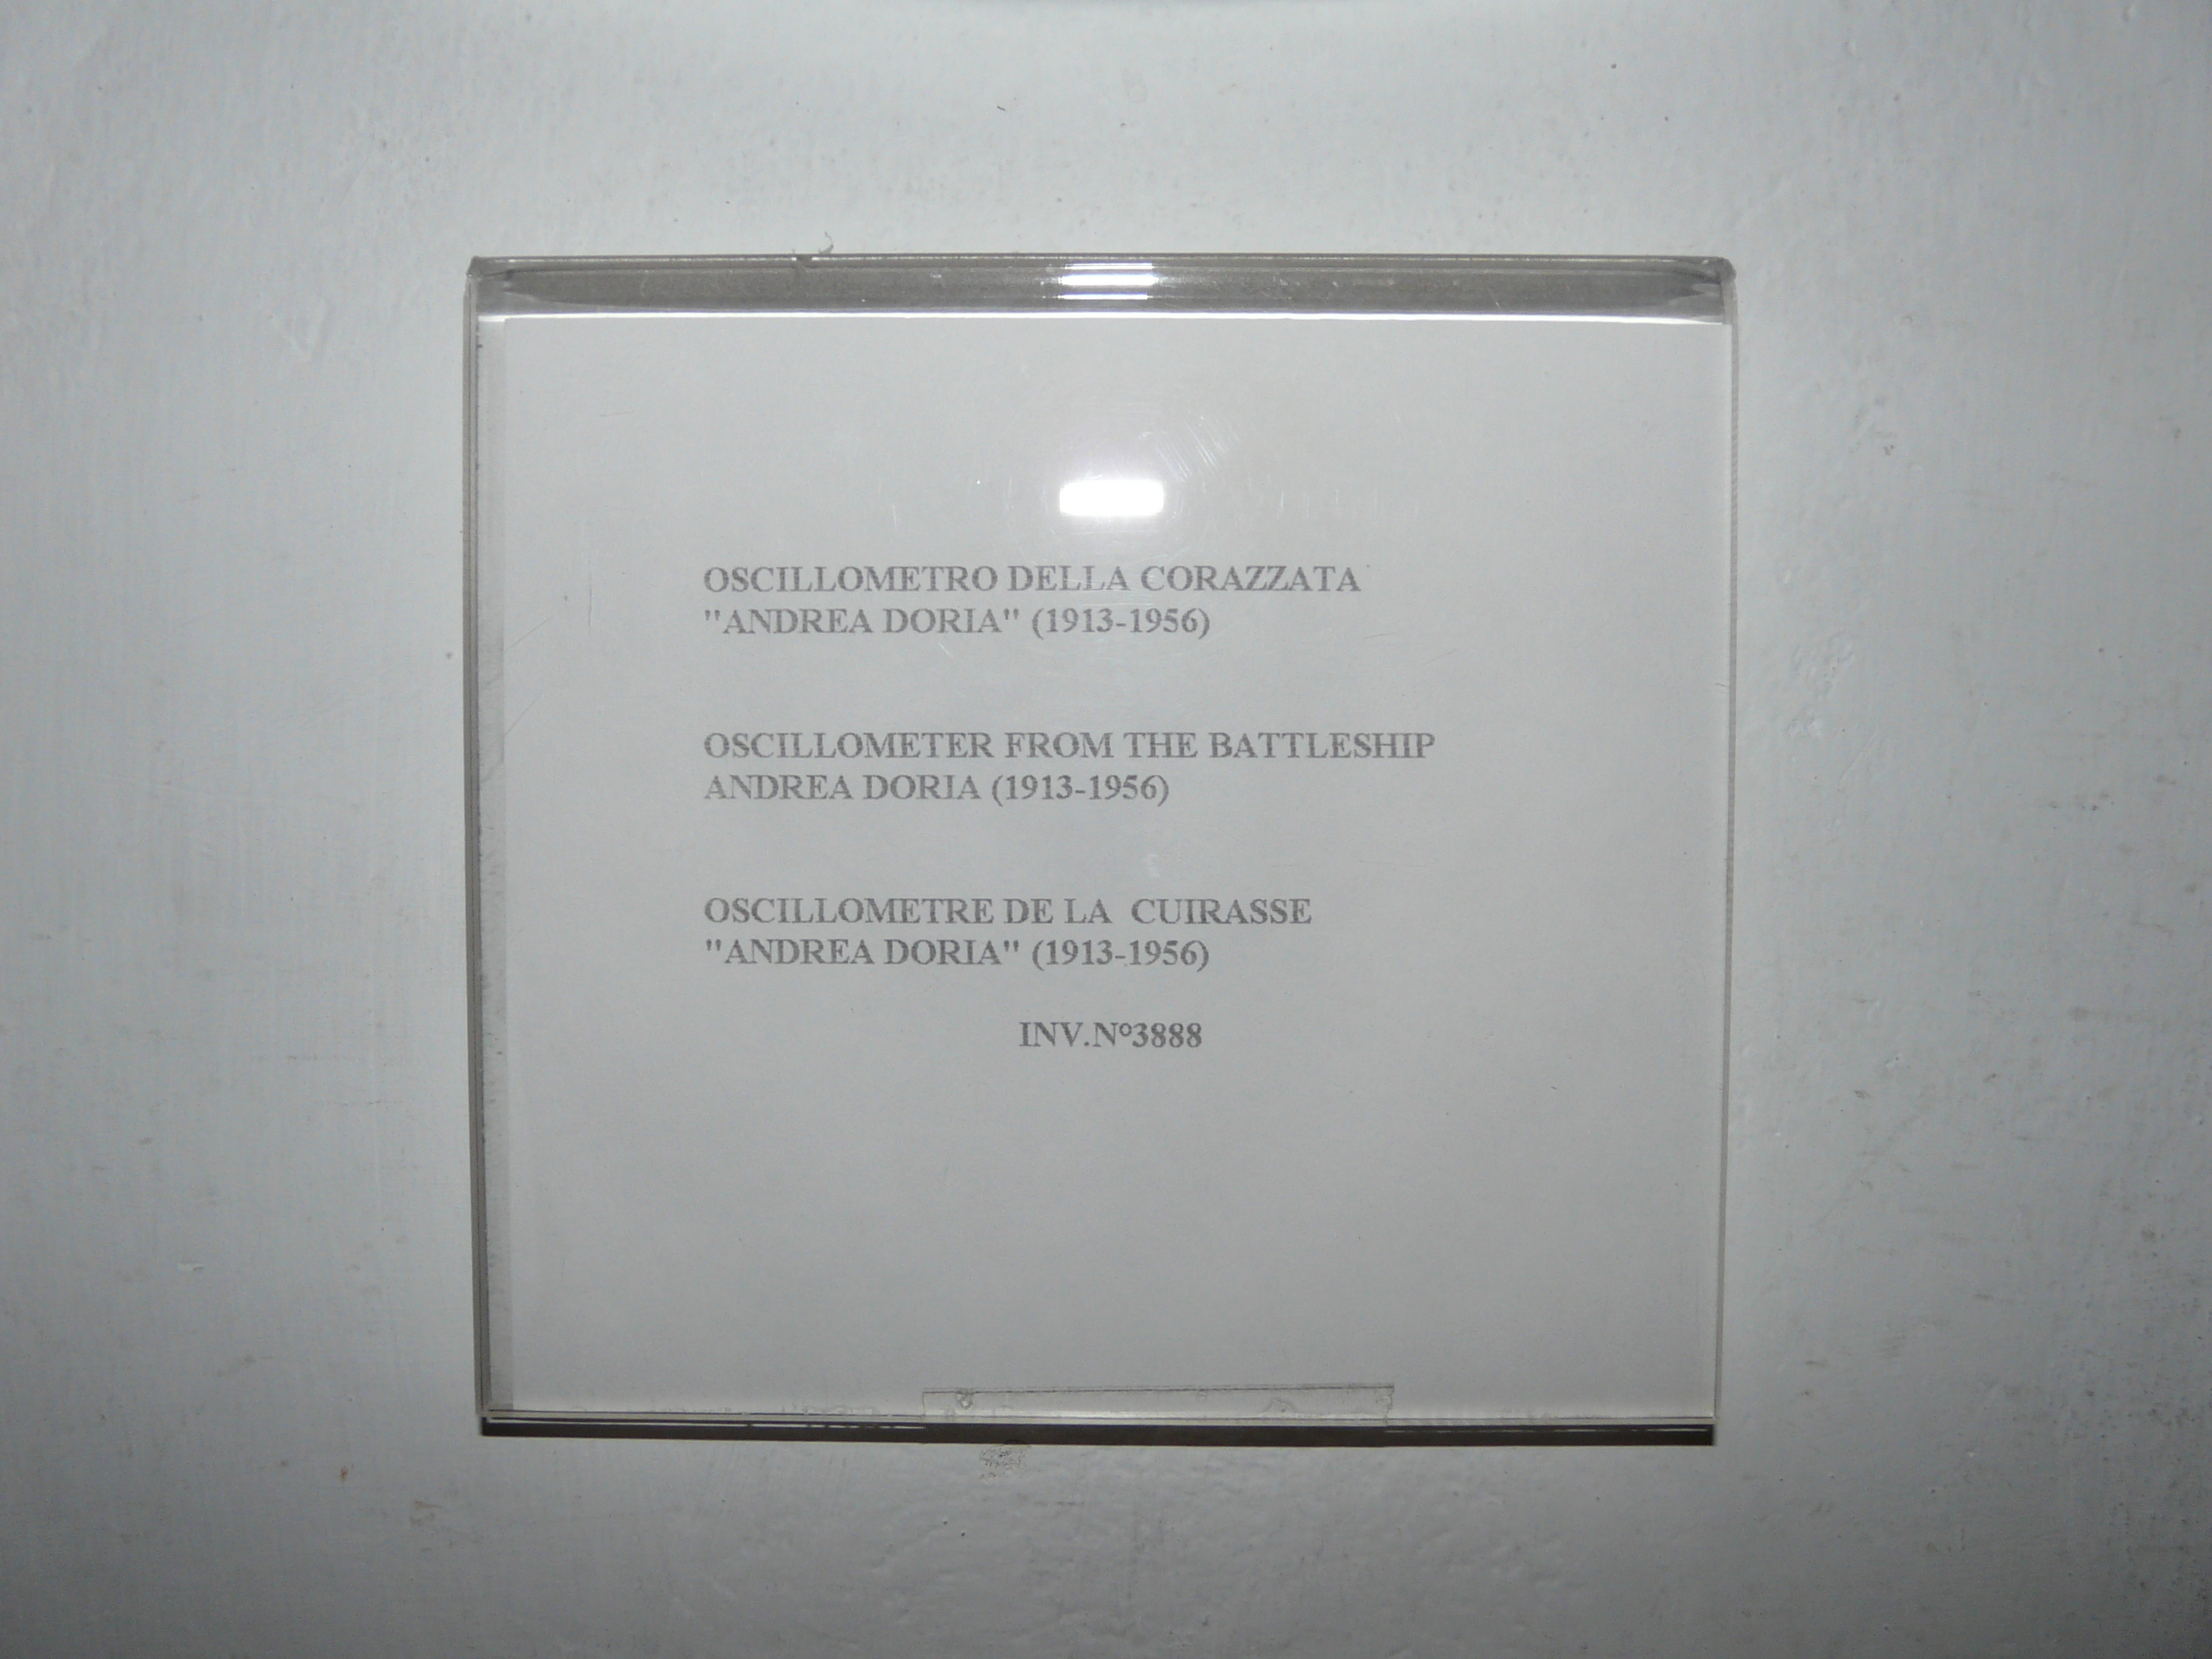 OSCILLOMETRO DELLA CORAZZATA
"ANDREA DORIA" (1913-1956)
OSCILLOMETER FROM THE BATTLESHIP
ANDREA DORIA (1913-1956)
OSCILLOMETRE DE LA CUIRASSE
"ANDREA DORIA" (1913-1956)
INV.N°3888